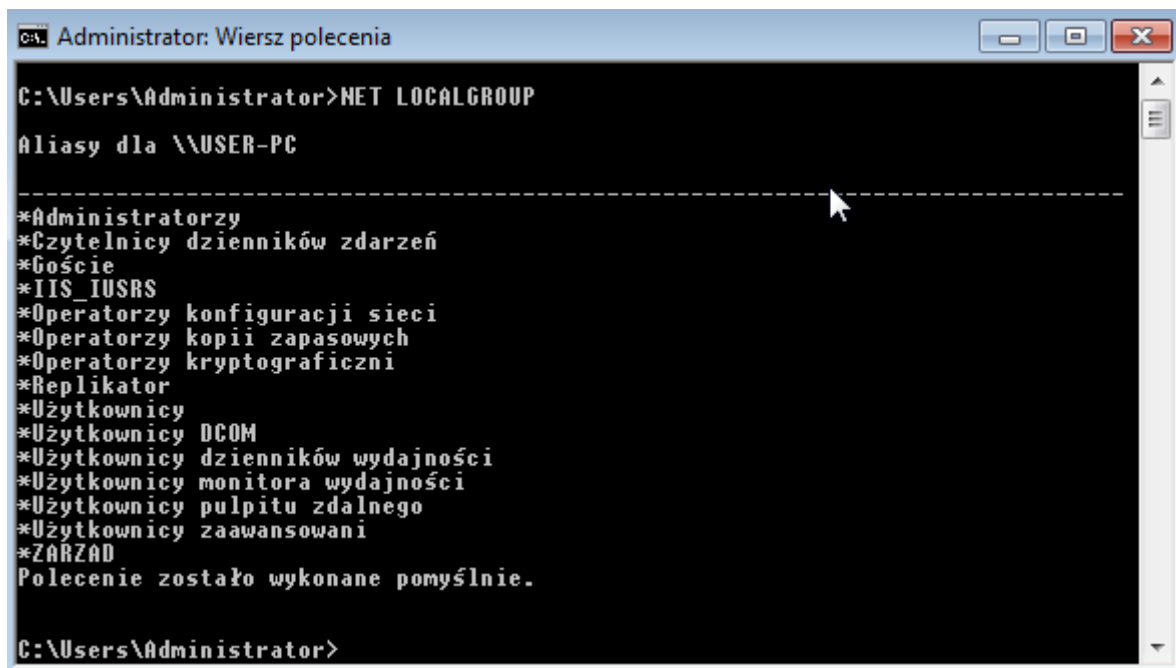 Administrator: Wiersz polecenia
C:\Users\Administrator>NET LOCALGROUP
Aliasy dla \\USER-PC
-------------------------------------------------------------------------------
*Administratorzy
*Czytelnicy dzienników zdarzeń
*Goście
*IIS_IUSRS
*Operatorzy konfiguracji sieci
*Operatorzy kopii zapasowych
*Operatorzy kryptograficzni
*Replikator
*Użytkownicy
*Użytkownicy DCOM
*Użytkownicy dzienników wydajności
*Użytkownicy monitora wydajności
*Użytkownicy pulpitu zdalnego
*Użytkownicy zaawansowani
*ZARZAD
Polecenie zostało wykonane pomyślnie.
C:\Users\Administrator>